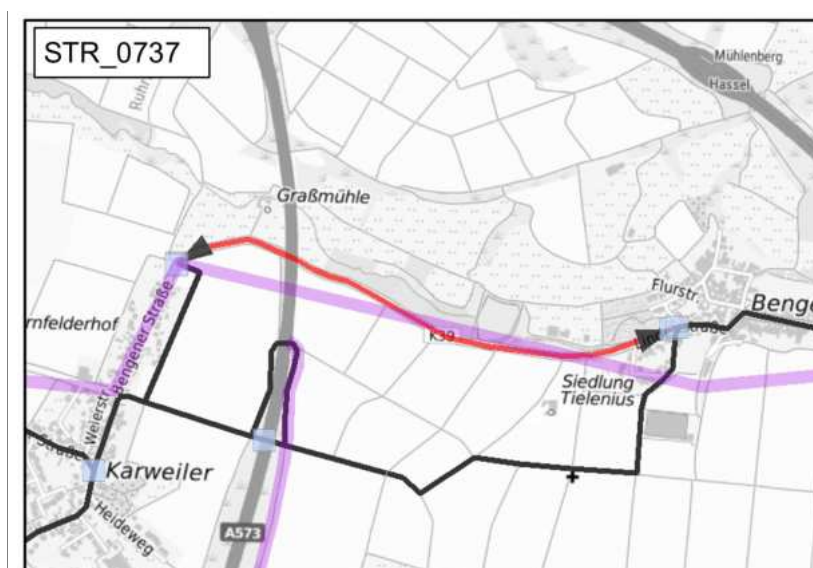 STR_0737
Mühlenberg
Hassel
Ruhr
Graßmühle
Flurstr.
Benge
rnfelderhof
Bengener Straße
K39
Siedlung
Tielenius
Weierstr.
Straße
Karweiler
Heideweg
A573